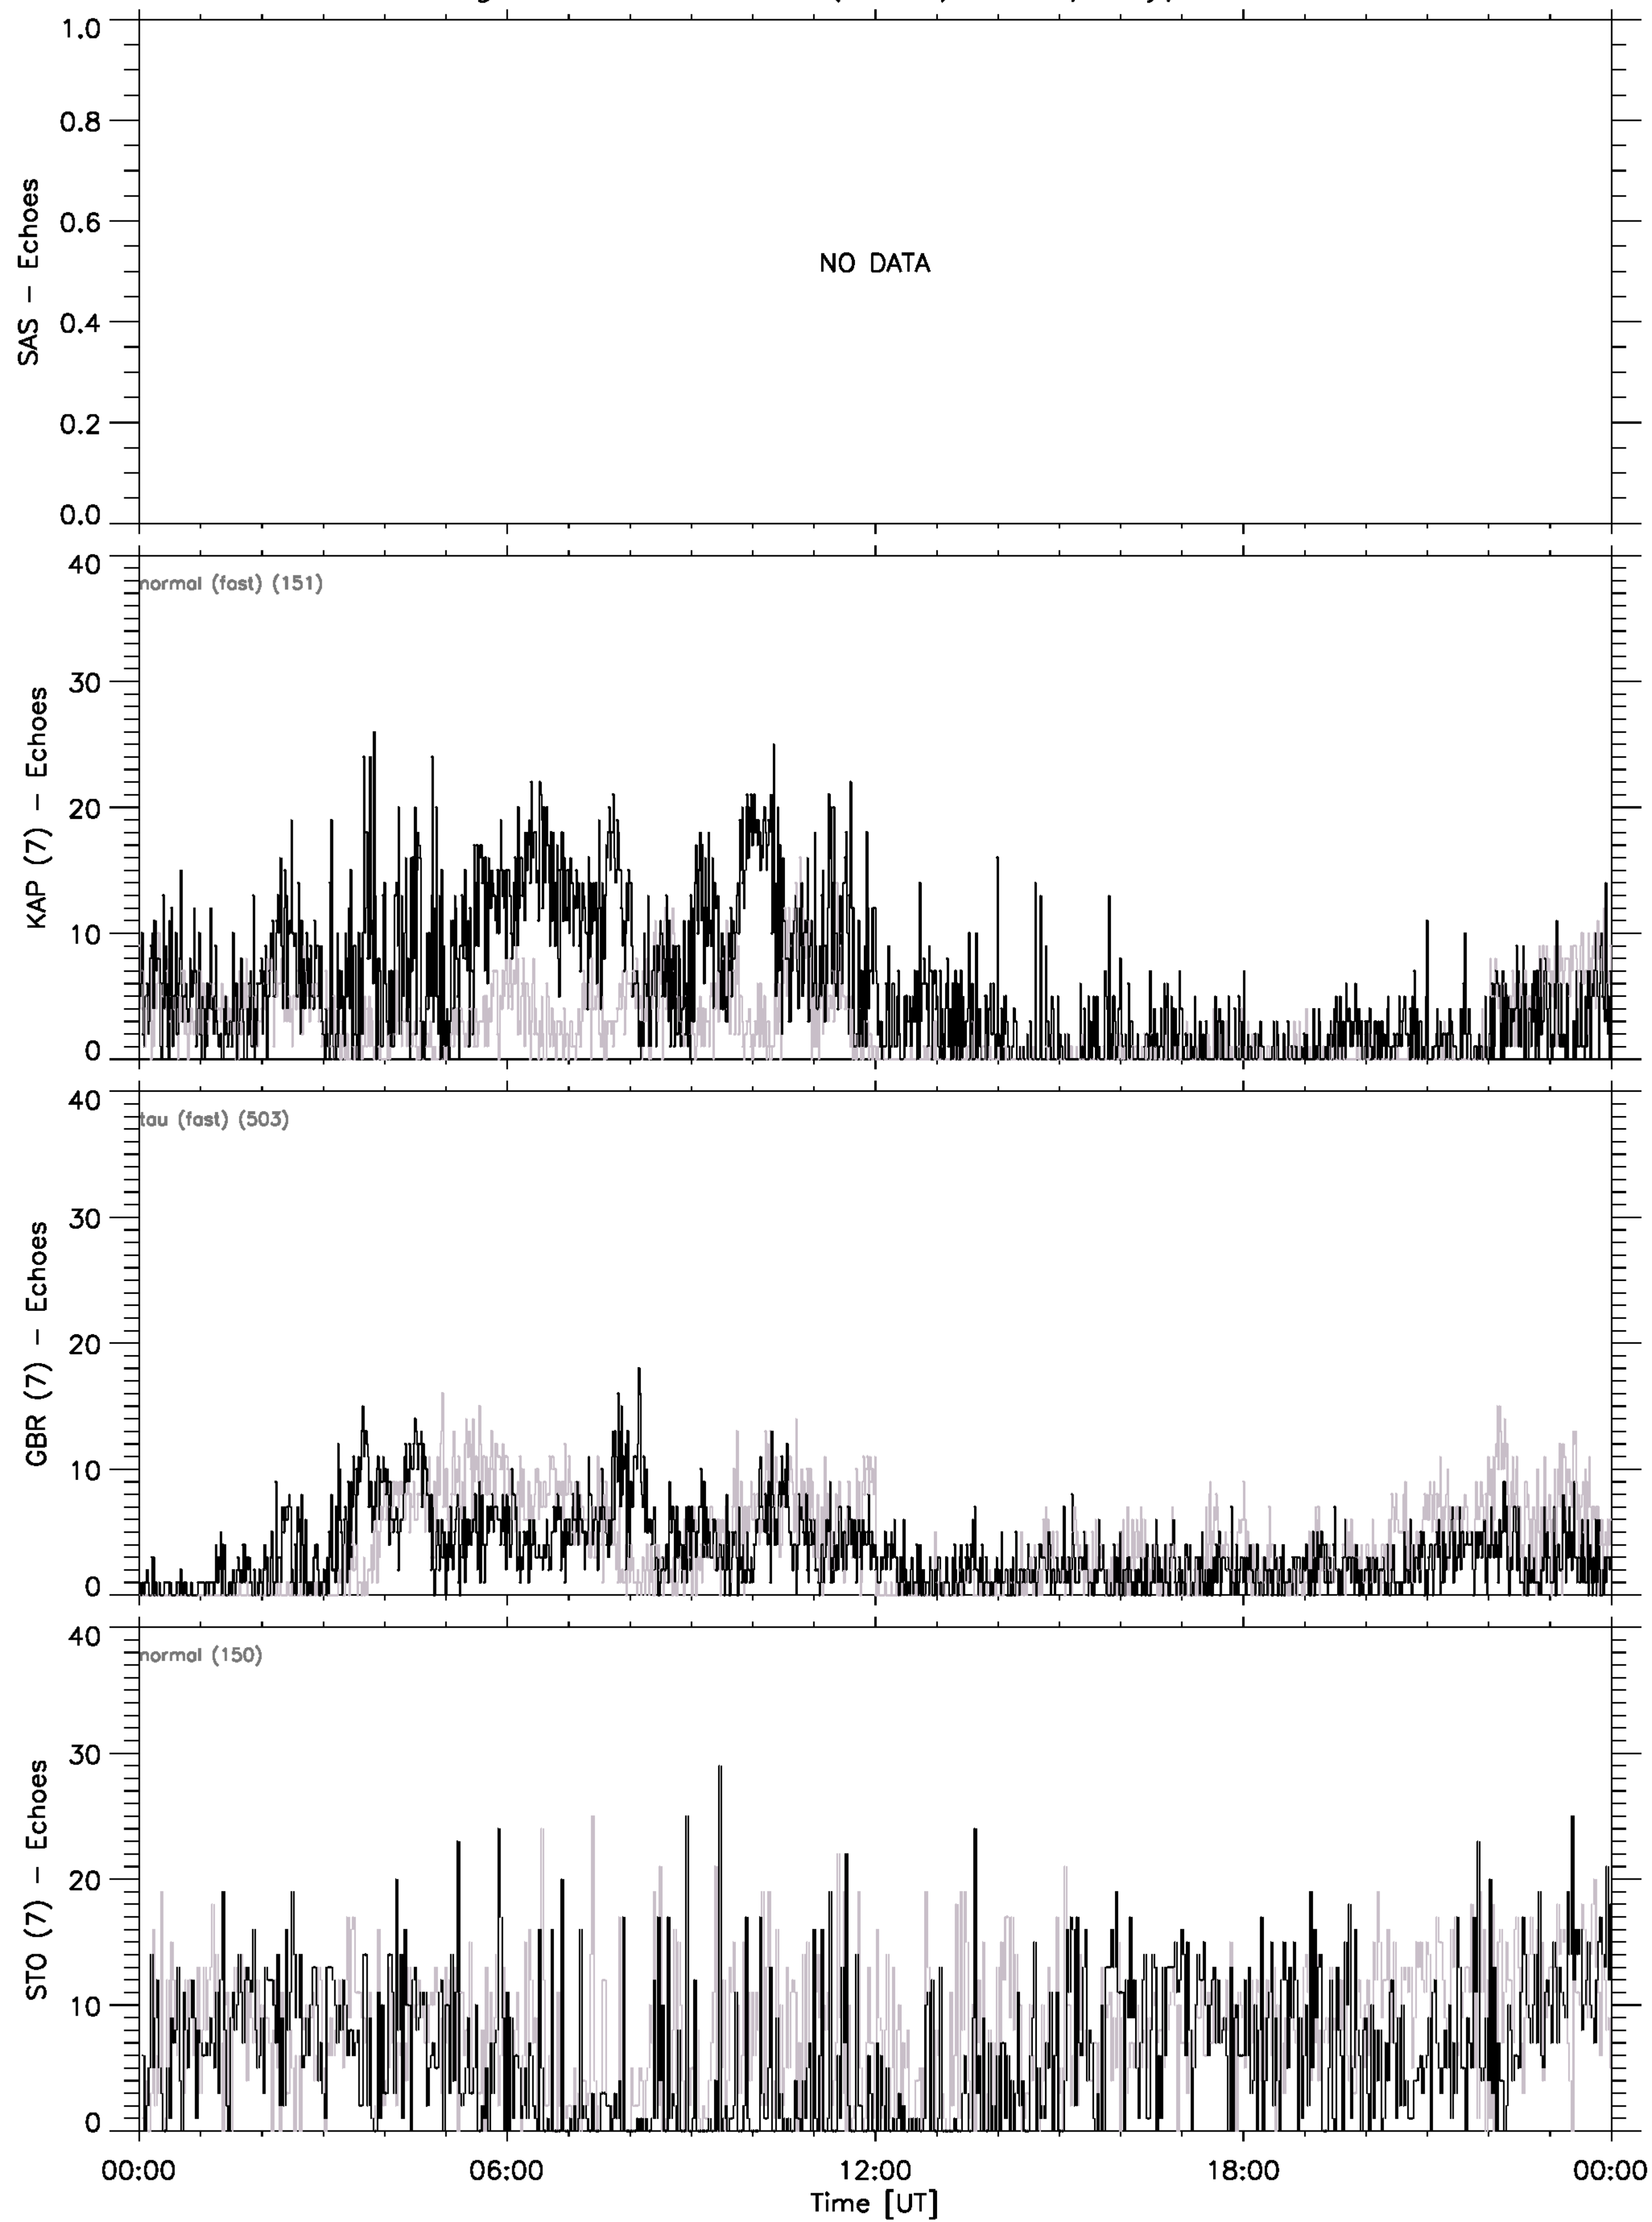 1.0
0.8
0.6
0.4
0.2
0.0
SAS - Echoes
NO DATA
40
30
20
10
0
KAP (7) - Echoes
normal (fast) (151)
40
30
20
10
0
GBR (7) - Echoes
tau (fast) (503)
40
30
20
10
0
STO (7) - Echoes
normal (150)
00:00 06:00 12:00 18:00 00:00
Time [UT]